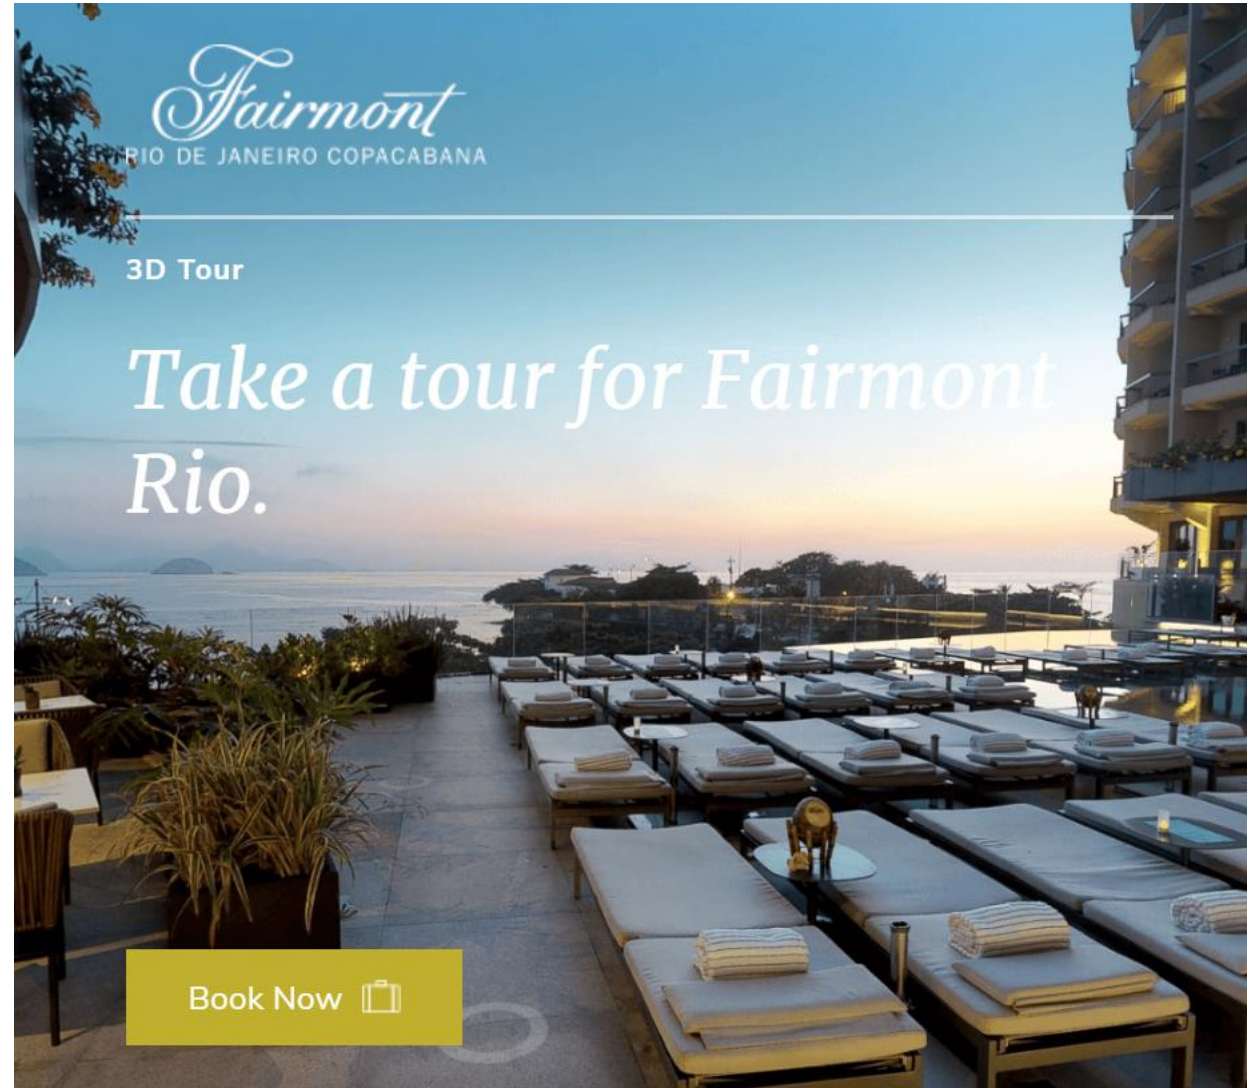 Fairmont
RIO DE JANEIRO COPACABANA
3D Tour
Take a tour for Fairmont
Rio.
Book Now